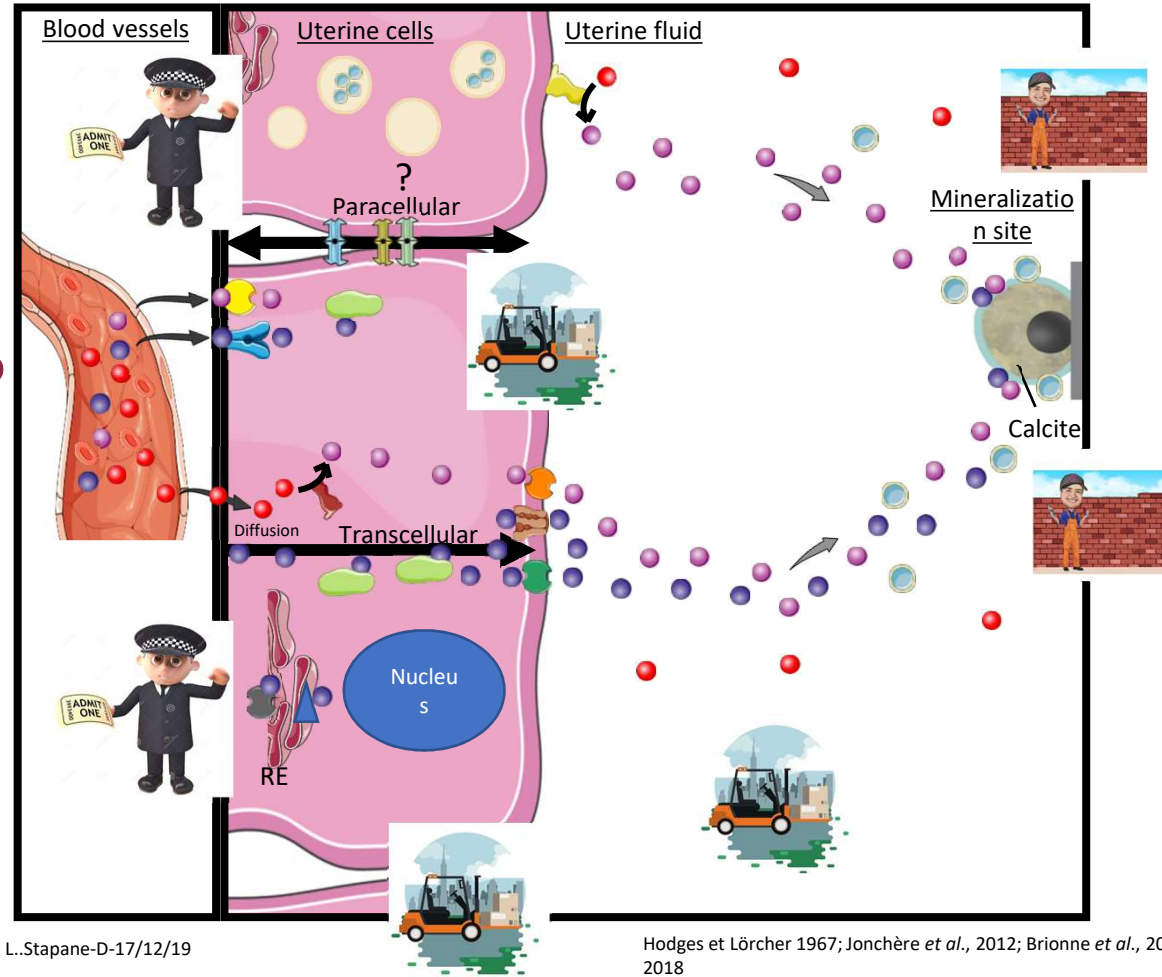 Blood vessels
Uterine cells
Uterine fluid
ADMIT
ONE
?
Paracellular
Mineralizatio
n site
Calcite
Diffusion
Transcellular
ADMIT
ONE
Nucleu
s
RE
L..Stapane-D-17/12/19
Hodges et Lörcher 1967; Jonchère et al., 2012; Brionne et al., 20
2018